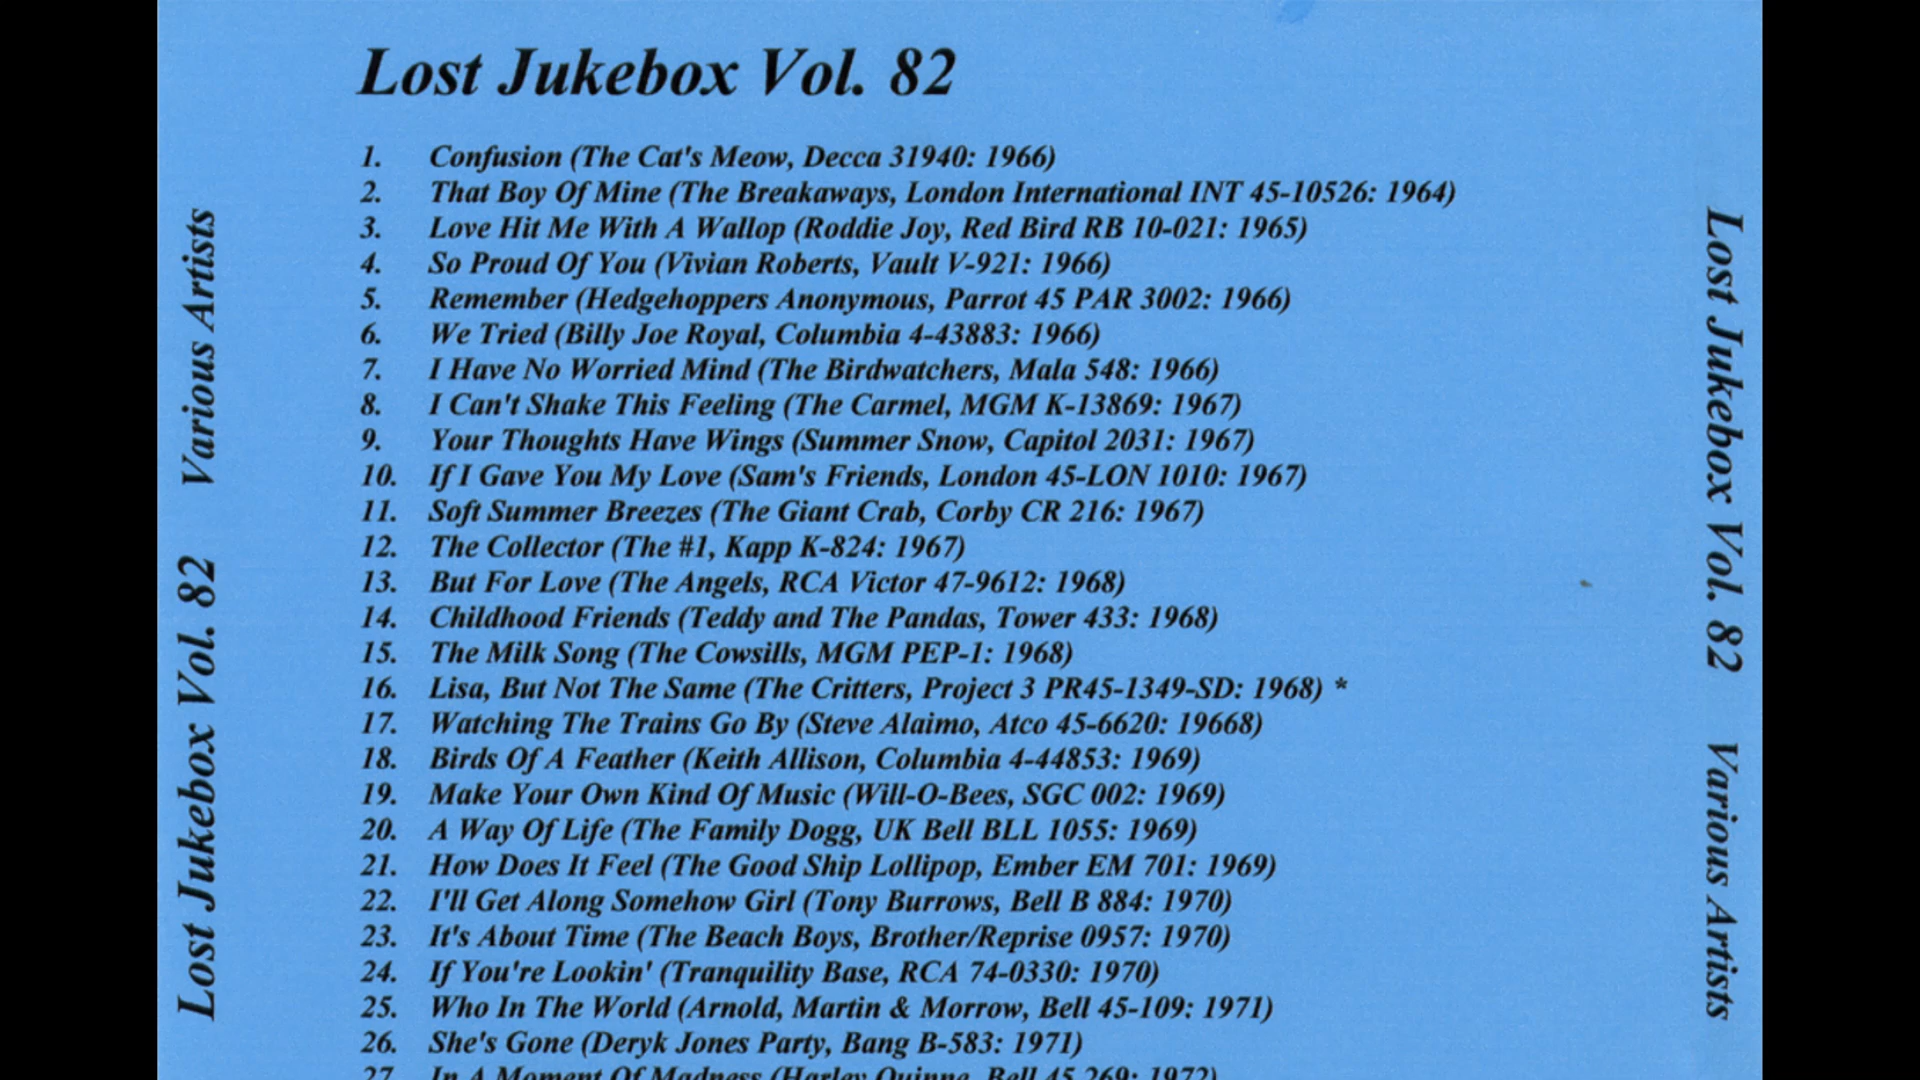 Lost Jukebox Vol. 82
1. Confusion (The Cat's Meow, Decca 31940: 1966)
2. That Boy Of Mine (The Breakaways, London International INT 45-10526: 1964)
3. Love Hit Me With A Wallop (Roddie Joy, Red Bird RB 10-021: 1965)
4. So Proud Of You (Vivian Roberts, Vault V-921: 1966)
5. Remember (Hedgehoppers Anonymous, Parrot 45 PAR 3002: 1966)
6. We Tried (Billy Joe Royal, Columbia 4-43883: 1966)
7. I Have No Worried Mind (The Birdwatchers, Mala 548: 1966)
8. I Can't Shake This Feeling (The Carmel, MGM K-13869: 1967)
9. Your Thoughts Have Wings (Summer Snow, Capitol 2031: 1967)
10. If I Gave You My Love (Sam's Friends, London 45-LON 1010: 1967)
11. Soft Summer Breezes (The Giant Crab, Corby CR 216: 1967)
12. The Collector (The #1, Kapp K-824: 1967)
13. But For Love (The Angels, RCA Victor 47-9612: 1968)
14. Childhood Friends (Teddy and The Pandas, Tower 433: 1968)
15. The Milk Song (The Cowsills, MGM PEP-1: 1968)
16. Lisa, But Not The Same (The Critters, Project 3 PR45-1349-SD: 1968) *
17. Watching The Trains Go By (Steve Alaimo, Atco 45-6620: 19668)
18. Birds Of A Feather (Keith Allison, Columbia 4-44853: 1969)
19. Make Your Own Kind Of Music (Will-O-Bees, SGC 002: 1969)
20. A Way Of Life (The Family Dogg, UK Bell BLL 1055: 1969)
21. How Does It Feel (The Good Ship Lollipop, Ember EM 701: 1969)
22. I'll Get Along Somehow Girl (Tony Burrows, Bell B 884: 1970)
23. It's About Time (The Beach Boys, Brother/Reprise 0957: 1970)
24. If You're Lookin' (Tranquility Base, RCA 74-0330: 1970)
25. Who In The World (Arnold, Martin & Morrow, Bell 45-109: 1971)
26. She's Gone (Deryk Jones Party, Bang B-583: 1971)
27. In A Moment Of Madness (Harley Quinne, Bell 45 269: 1972)
Lost Jukebox Vol. 82 Various Artists
Lost Jukebox Vol. 82 Various Artists